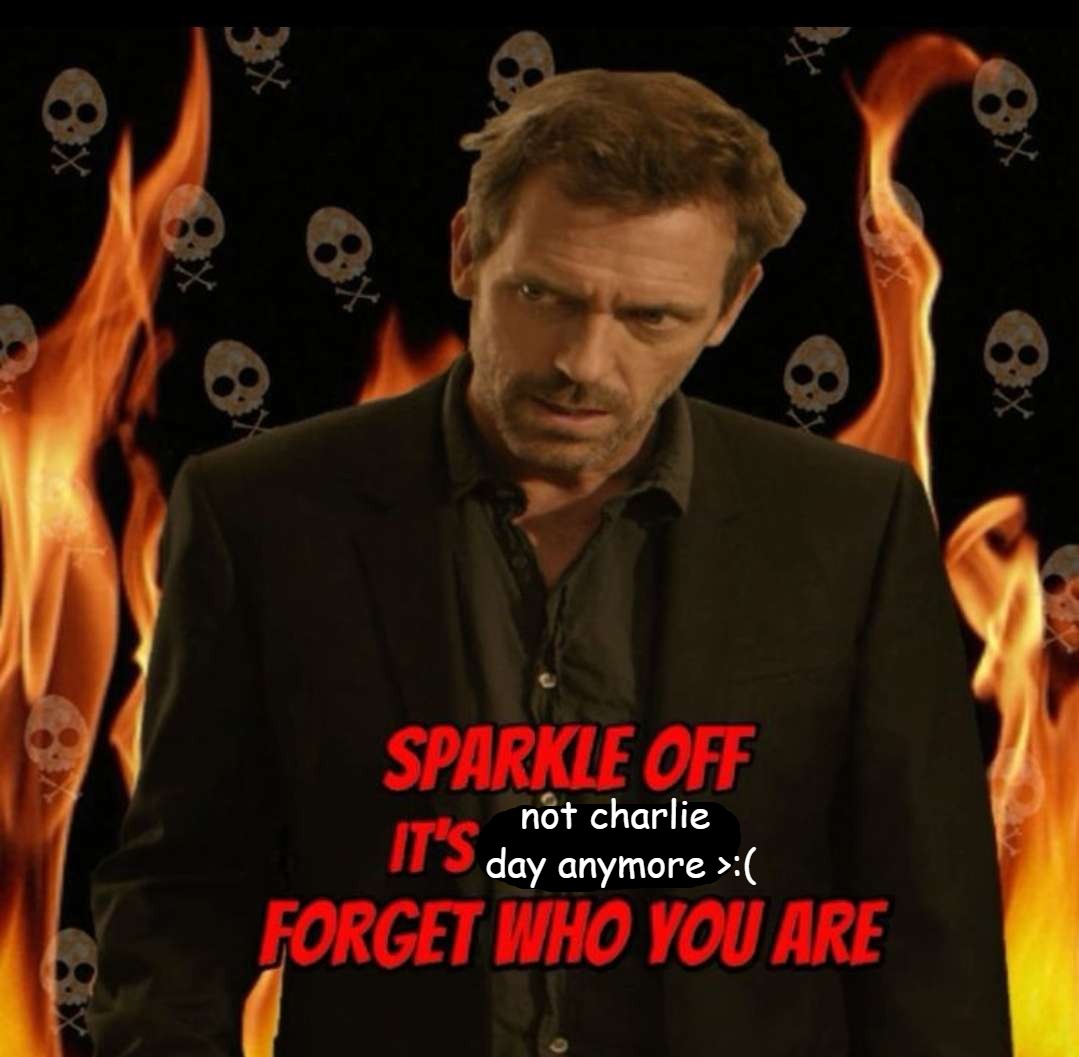 SPARKLE OFF
IT'S not charlie
day anymore >:(
FORGET WHO YOU ARE